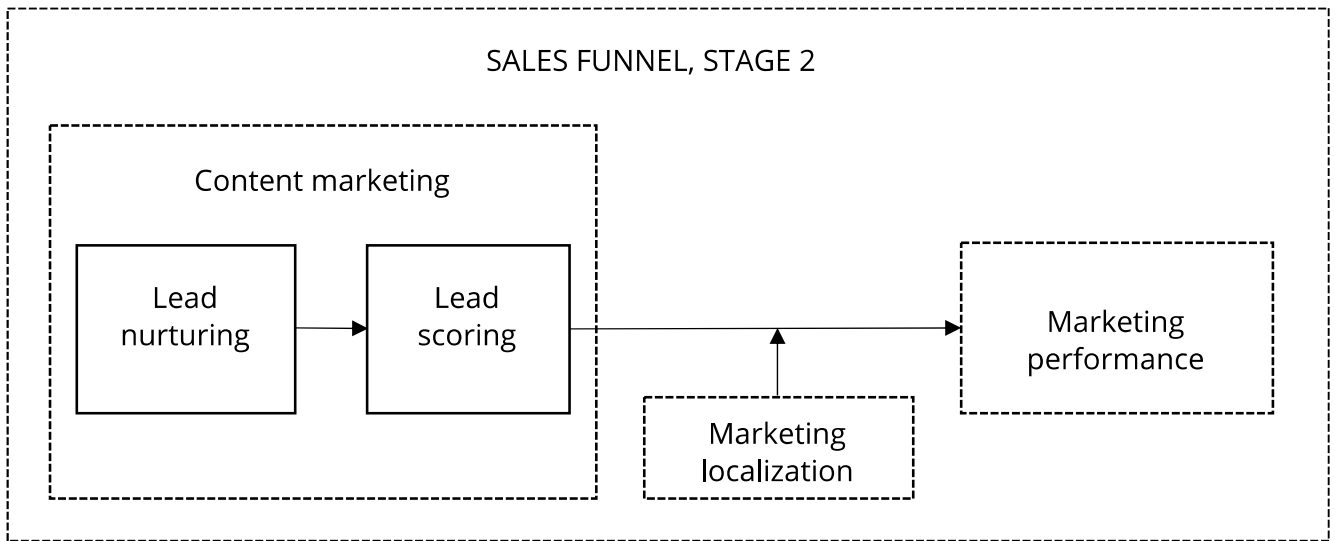 SALES FUNNEL, STAGE 2
Content marketing
Lead
nurturing
Lead
scoring
Marketing
localization
Marketing
performance